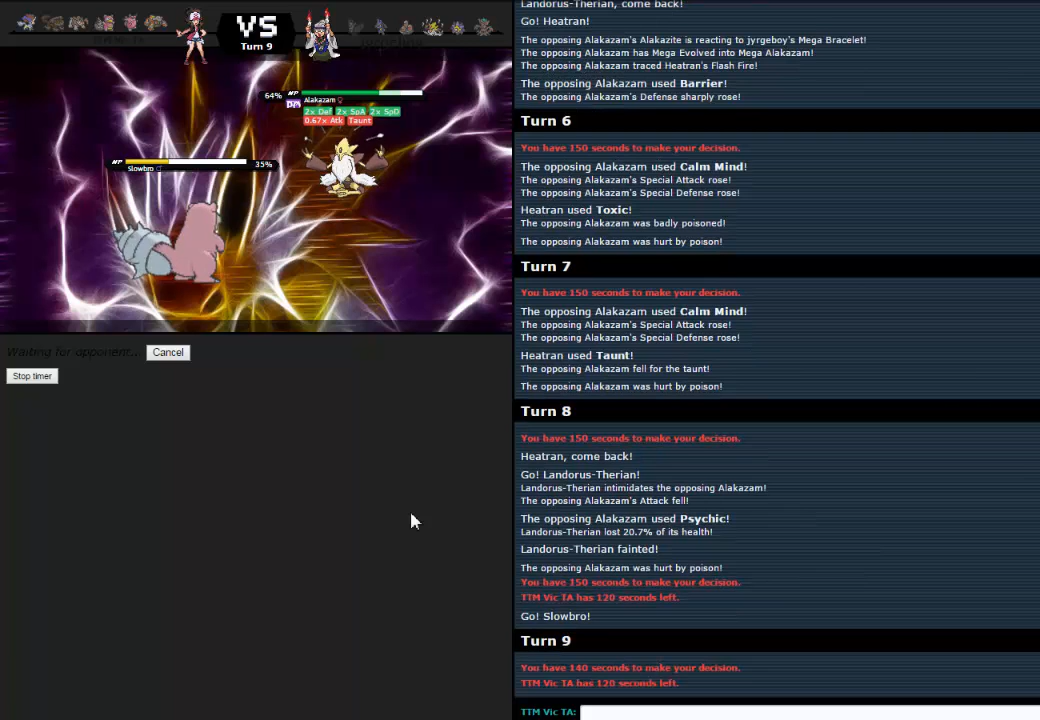 VS
Turn 9
64%
Alakazam ♀
2x Def 2x SpA 2x SpD
0.67x Atk Taunt
Slowbro ♂
35%
Waiting for opponent... Cancel
Stop timer
Landorus-Therian, come back!
Go! Heatran!
The opposing Alakazam's Alakazite is reacting to jyrgeboy's Mega Bracelet!
The opposing Alakazam has Mega Evolved into Mega Alakazam!
The opposing Alakazam traced Heatran's Flash Fire!
The opposing Alakazam used Barrier!
The opposing Alakazam's Defense sharply rose!
Turn 6
You have 150 seconds to make your decision.
The opposing Alakazam used Calm Mind!
The opposing Alakazam's Special Attack rose!
The opposing Alakazam's Special Defense rose!
Heatran used Toxic!
The opposing Alakazam was badly poisoned!
The opposing Alakazam was hurt by poison!
Turn 7
You have 150 seconds to make your decision.
The opposing Alakazam used Calm Mind!
The opposing Alakazam's Special Attack rose!
The opposing Alakazam's Special Defense rose!
Heatran used Taunt!
The opposing Alakazam fell for the taunt!
The opposing Alakazam was hurt by poison!
Turn 8
You have 150 seconds to make your decision.
Heatran, come back!
Go! Landorus-Therian!
Landorus-Therian intimidates the opposing Alakazam!
The opposing Alakazam's Attack fell!
The opposing Alakazam used Psychic!
Landorus-Therian lost 20.7% of its health!
Landorus-Therian fainted!
The opposing Alakazam was hurt by poison!
You have 150 seconds to make your decision.
TTM Vic TA has 120 seconds left.
Go! Slowbro!
Turn 9
You have 140 seconds to make your decision.
TTM Vic TA has 120 seconds left.
TTM Vic TA: